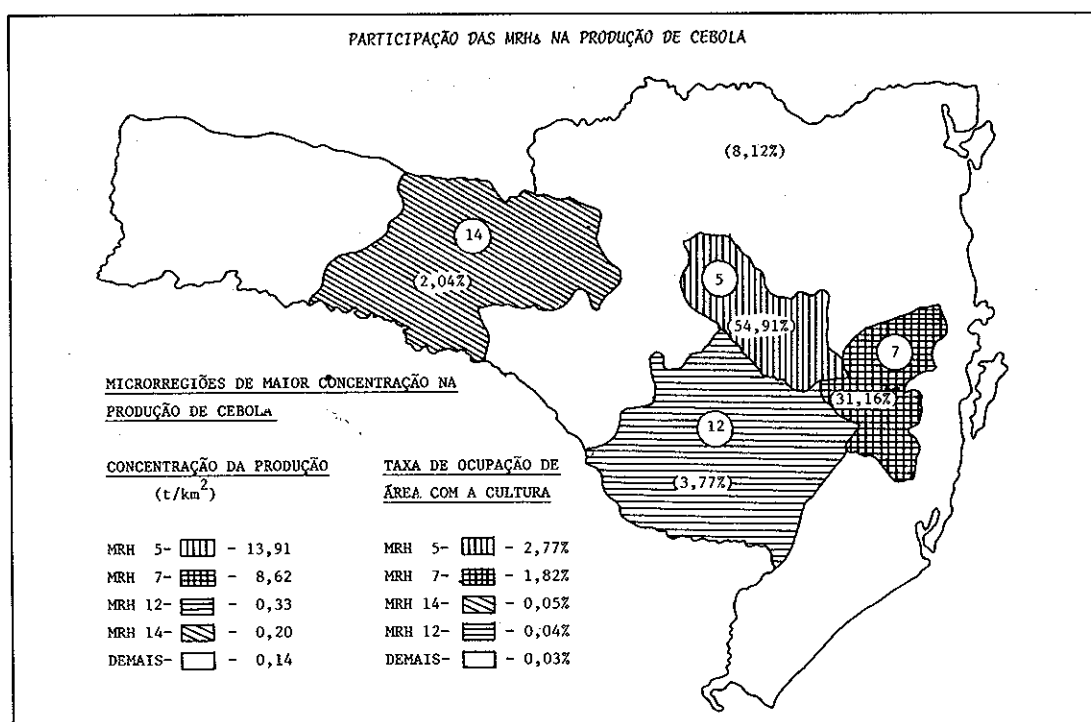 PARTICIPAÇÃO DAS MRHs NA PRODUÇÃO DE CEBOLA
(8,12%)
14
(2,04%)
5
(54,91%)
7
(31,16%)
12
(3,77%)
MICRORREGIÕES DE MAIOR CONCENTRAÇÃO NA
PRODUÇÃO DE CEBOLA
CONCENTRAÇÃO DA PRODUÇÃO
(t/km²)
MRH 5- - 13,91
MRH 7- - 8,62
MRH 12- - 0,33
MRH 14- - 0,20
DEMAIS- - 0,14
TAXA DE OCUPAÇÃO DE
ÁREA COM A CULTURA
MRH 5- - 2,77%
MRH 7- - 1,82%
MRH 14- - 0,05%
MRH 12- - 0,04%
DEMAIS- - 0,03%